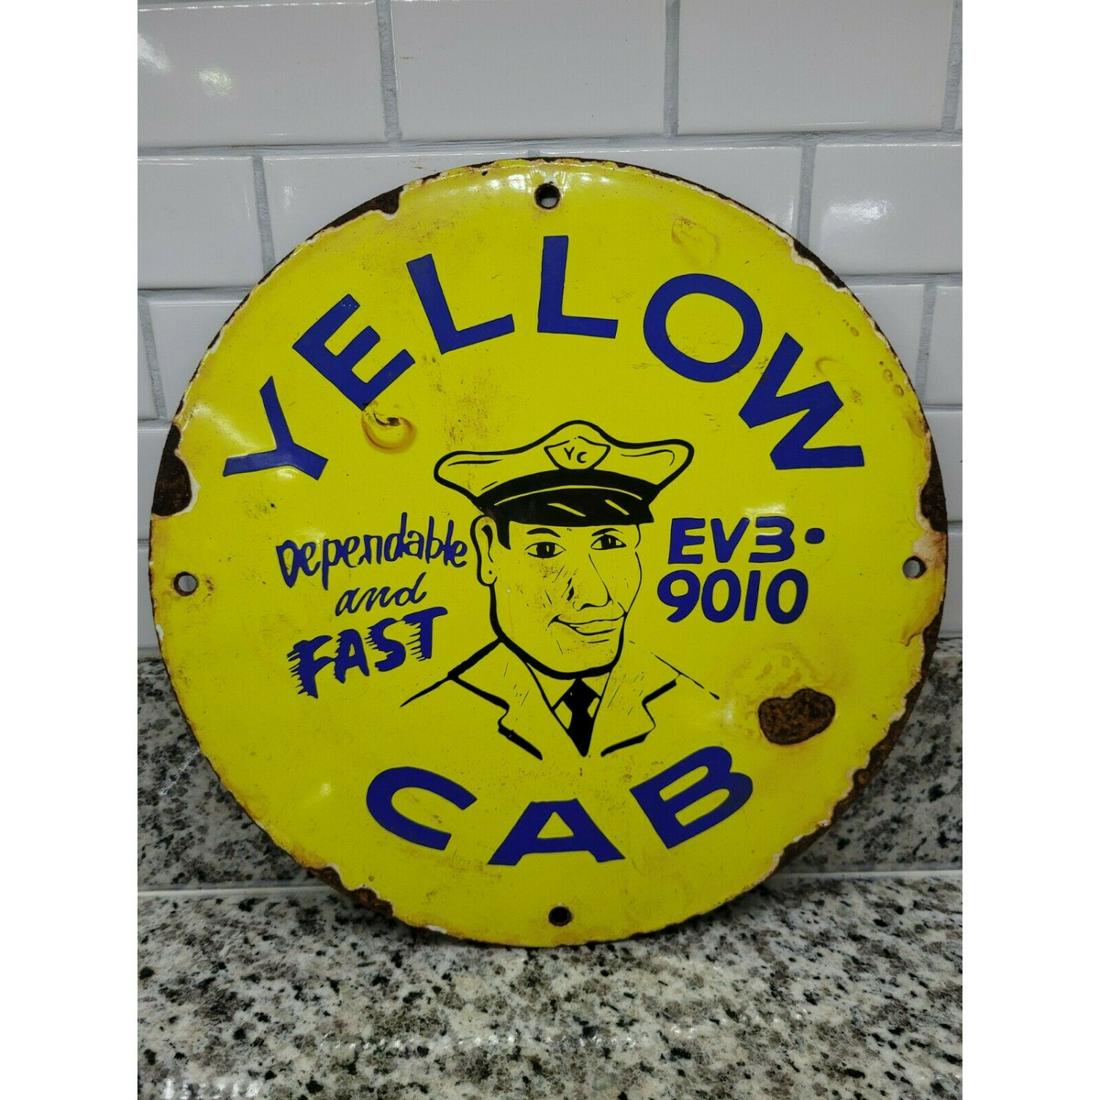 YELLOW
YC
Dependable
and
FAST
EV3·
9010
CAB